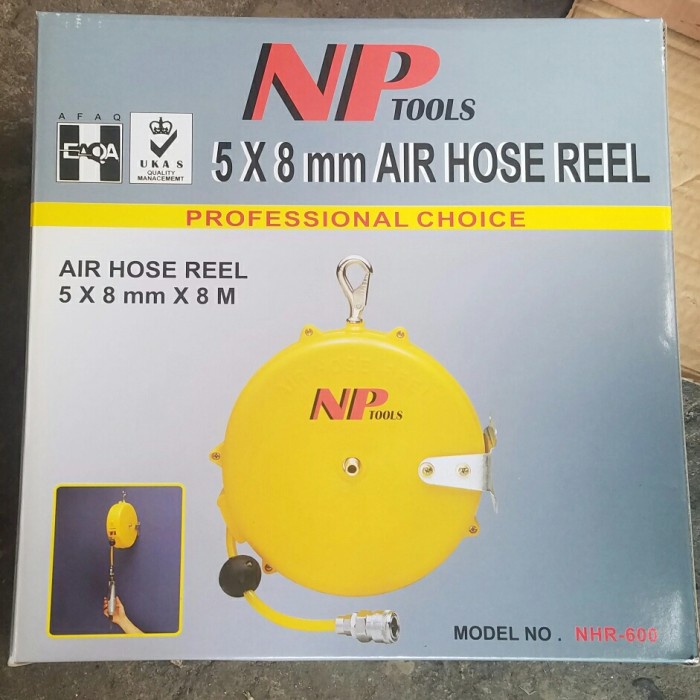 NP TOOLS
AFAQ
EAQA
UKAS
QUALITY
MANAGEMEMT
5 X 8 mm AIR HOSE REEL
PROFESSIONAL CHOICE
AIR HOSE REEL
5 X 8 mm X 8 M
NP TOOLS
MODEL NO . NHR-600